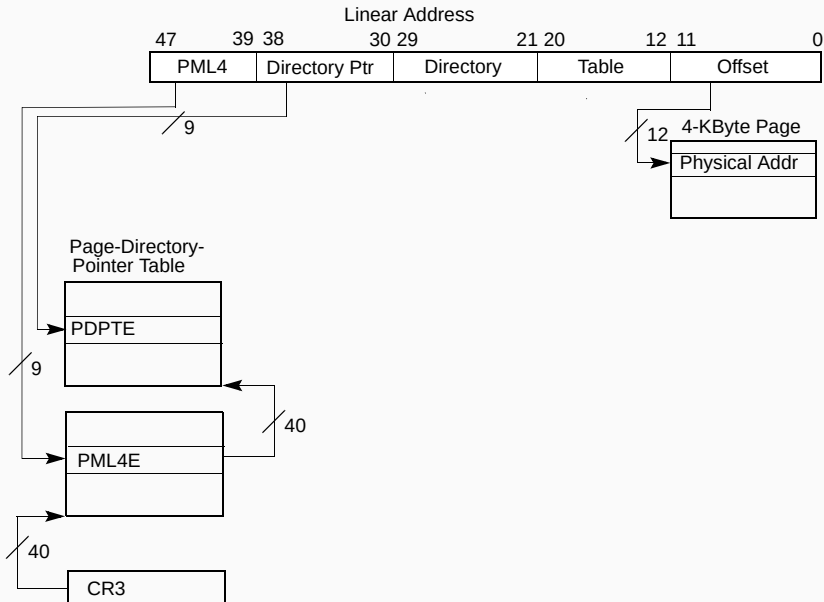 Linear Address
47 39 38 30 29 21 20 12 11 0
PML4 Directory Ptr Directory Table Offset
9
12
4-KByte Page
Physical Addr
Page-Directory-
Pointer Table
PDPTE
9
40
PML4E
40
CR3